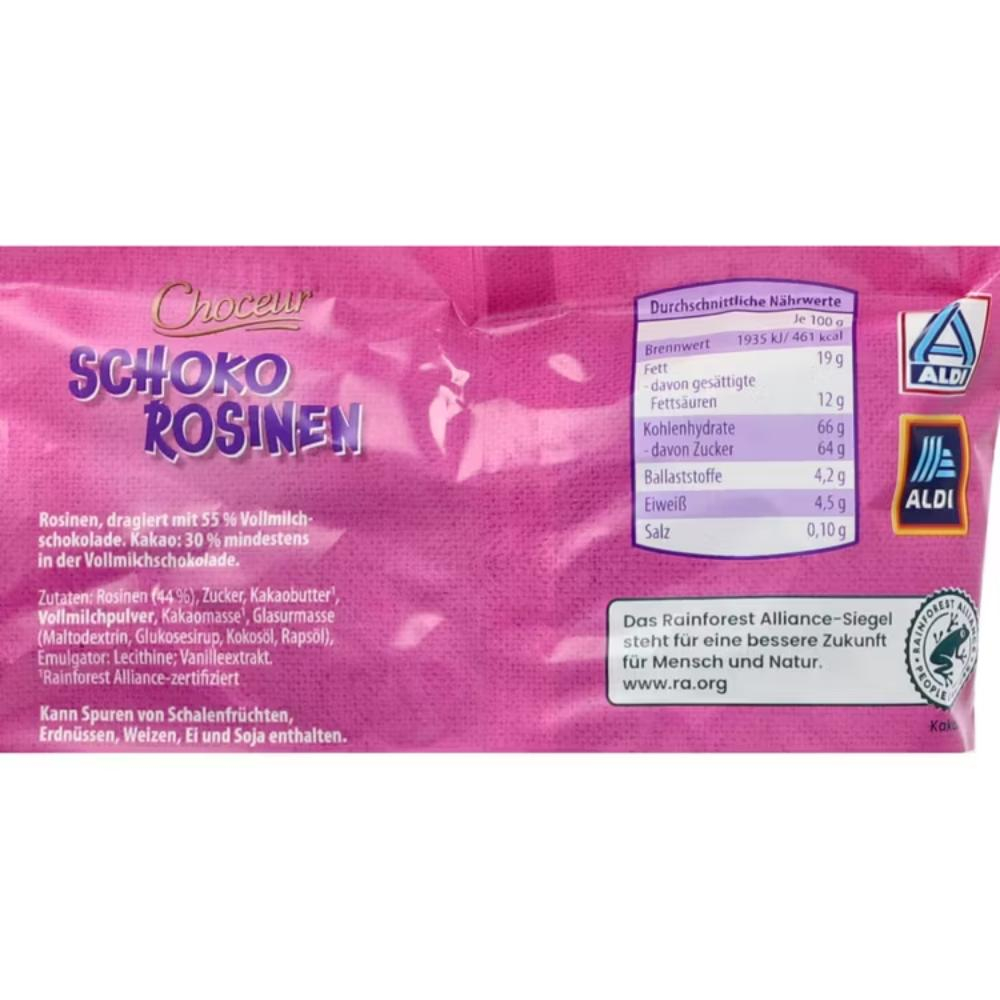 Choceur
SCHOKO
ROSINEN
Rosinen, dragiert mit 55 % Vollmilch-
schokolade. Kakao: 30 % mindestens
in der Vollmilchschokolade.
Zutaten: Rosinen (44 %), Zucker, Kakaobutter¹,
Vollmilchpulver, Kakaomasse¹, Glasurmasse
(Maltodextrin, Glukosesirup, Kokosöl, Rapsöl),
Emulgator: Lecithine; Vanilleextrakt.
¹Rainforest Alliance-zertifiziert
Kann Spuren von Schalenfrüchten,
Erdnüssen, Weizen, Ei und Soja enthalten.
Durchschnittliche Nährwerte
Je 100 g
Brennwert 1935 kJ/ 461 kcal
Fett 19 g
- davon gesättigte
Fettsäuren 12 g
Kohlenhydrate 66 g
- davon Zucker 64 g
Ballaststoffe 4,2 g
Eiweiß 4,5 g
Salz 0,10 g
ALDI
ALDI
Das Rainforest Alliance-Siegel
steht für eine bessere Zukunft
für Mensch und Natur.
www.ra.org
RAINFOREST ALLIANCE
PEOPLE